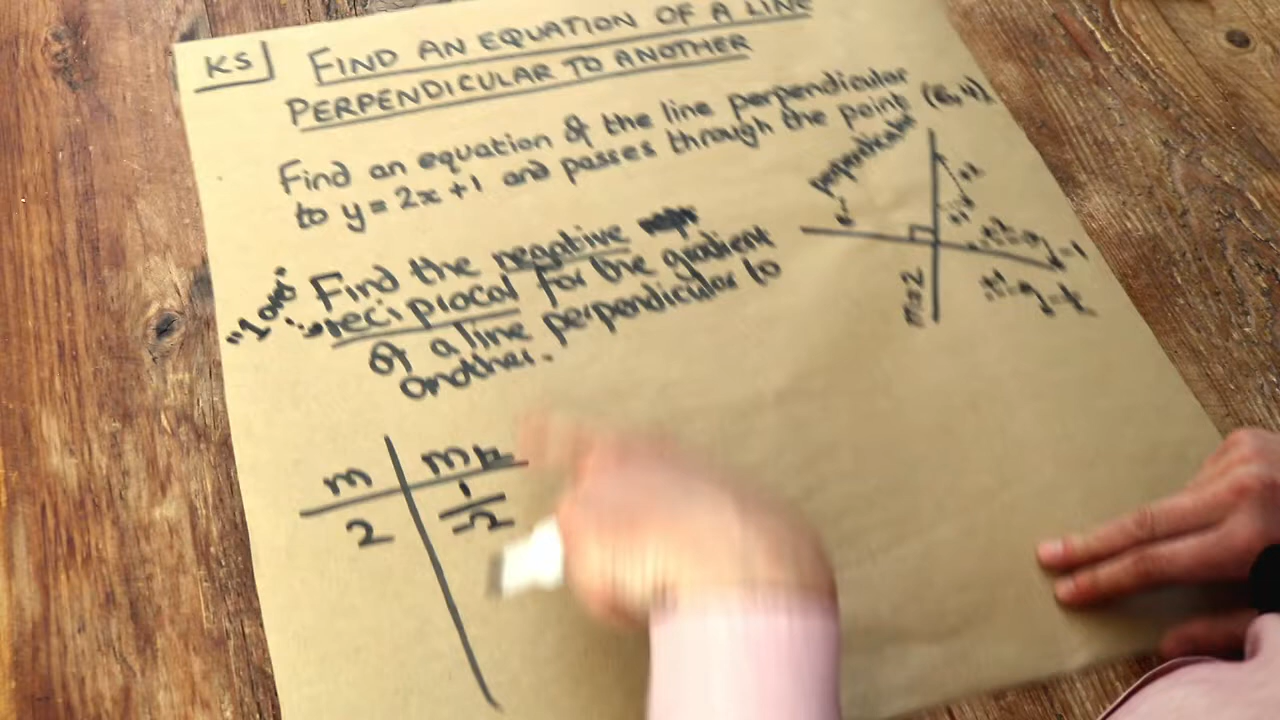 KS
FIND AN EQUATION OF A LINE
PERPENDICULAR TO ANOTHER
Find an equation of the line perpendicular
to y = 2x + 1 and passes through the point (6,4).
perpendicular
m=2
"1 over"
Find the negative
reciprocal for the gradient
of a line perpendicular to
another.
m
2